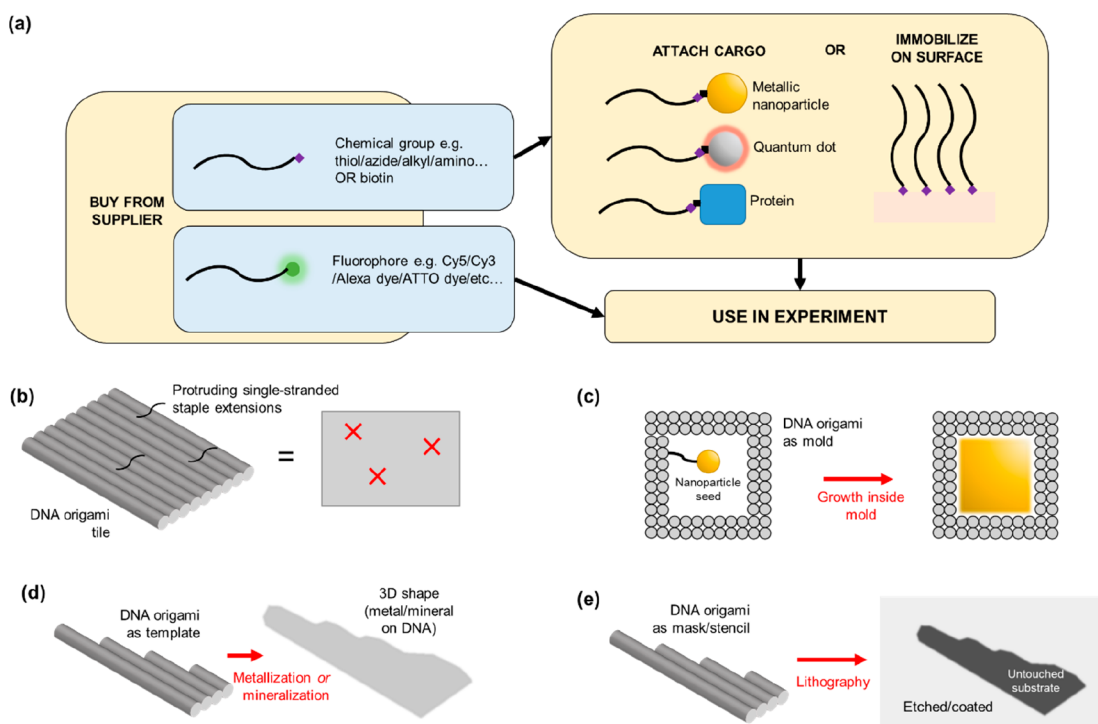 (a)
BUY FROM
SUPPLIER
Chemical group e.g.
thiol/azide/alkyl/amino…
OR biotin
Fluorophore e.g. Cy5/Cy3
/Alexa dye/ATTO dye/etc…
ATTACH CARGO
OR
IMMOBILIZE
ON SURFACE
Metallic
nanoparticle
Quantum dot
Protein
USE IN EXPERIMENT
(b)
Protruding single-stranded
staple extensions
=
DNA origami
tile
(c)
DNA origami
as mold
Nanoparticle
seed
Growth inside
mold
(d)
DNA origami
as template
Metallization or
mineralization
3D shape
(metal/mineral
on DNA)
(e)
DNA origami
as mask/stencil
Lithography
Untouched
substrate
Etched/coated